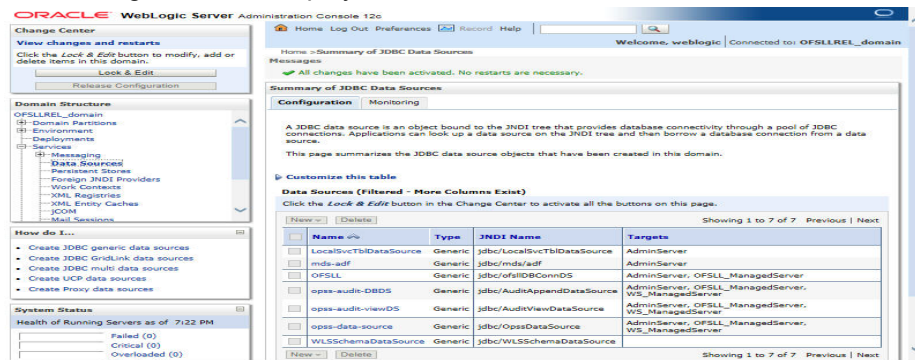 ORACLE WebLogic Server Administration Console 12c
Change Center
View changes and restarts
Click the Lock & Edit button to modify, add or
delete items in this domain.
Lock & Edit
Release Configuration
Domain Structure
OFSLLREL_domain
Domain Partitions
Environment
Deployments
Services
Messaging
Data Sources
Persistent Stores
Foreign JNDI Providers
Work Contexts
XML Registries
XML Entity Caches
jCOM
Mail Sessions
How do I...
Create JDBC generic data sources
Create JDBC GridLink data sources
Create JDBC multi data sources
Create UCP data sources
Create Proxy data sources
System Status
Health of Running Servers as of 7:22 PM
Failed (0)
Critical (0)
Overloaded (0)
Home Log Out Preferences Record Help
Welcome, weblogic Connected to: OFSLLREL_domain
Home >Summary of JDBC Data Sources
Messages
All changes have been activated. No restarts are necessary.
Summary of JDBC Data Sources
Configuration Monitoring
A JDBC data source is an object bound to the JNDI tree that provides database connectivity through a pool of JDBC
connections. Applications can look up a data source on the JNDI tree and then borrow a database connection from a data
source.
This page summarizes the JDBC data source objects that have been created in this domain.
Customize this table
Data Sources (Filtered - More Columns Exist)
Click the Lock & Edit button in the Change Center to activate all the buttons on this page.
New Delete Showing 1 to 7 of 7 Previous | Next
Name Type JNDI Name Targets
LocalSvcTblDataSource Generic jdbc/LocalSvcTblDataSource AdminServer
mds-adf Generic jdbc/mds/adf AdminServer
OFSLL Generic jdbc/ofsllDBConnDS AdminServer, OFSLL_ManagedServer
opss-audit-DBDS Generic jdbc/AuditAppendDataSource AdminServer, OFSLL_ManagedServer,
WS_ManagedServer
opss-audit-viewDS Generic jdbc/AuditViewDataSource AdminServer, OFSLL_ManagedServer,
WS_ManagedServer
opss-data-source Generic jdbc/OpssDataSource AdminServer, OFSLL_ManagedServer,
WS_ManagedServer
WLSSchemaDataSource Generic jdbc/WLSSchemaDataSource
New Delete Showing 1 to 7 of 7 Previous | Next